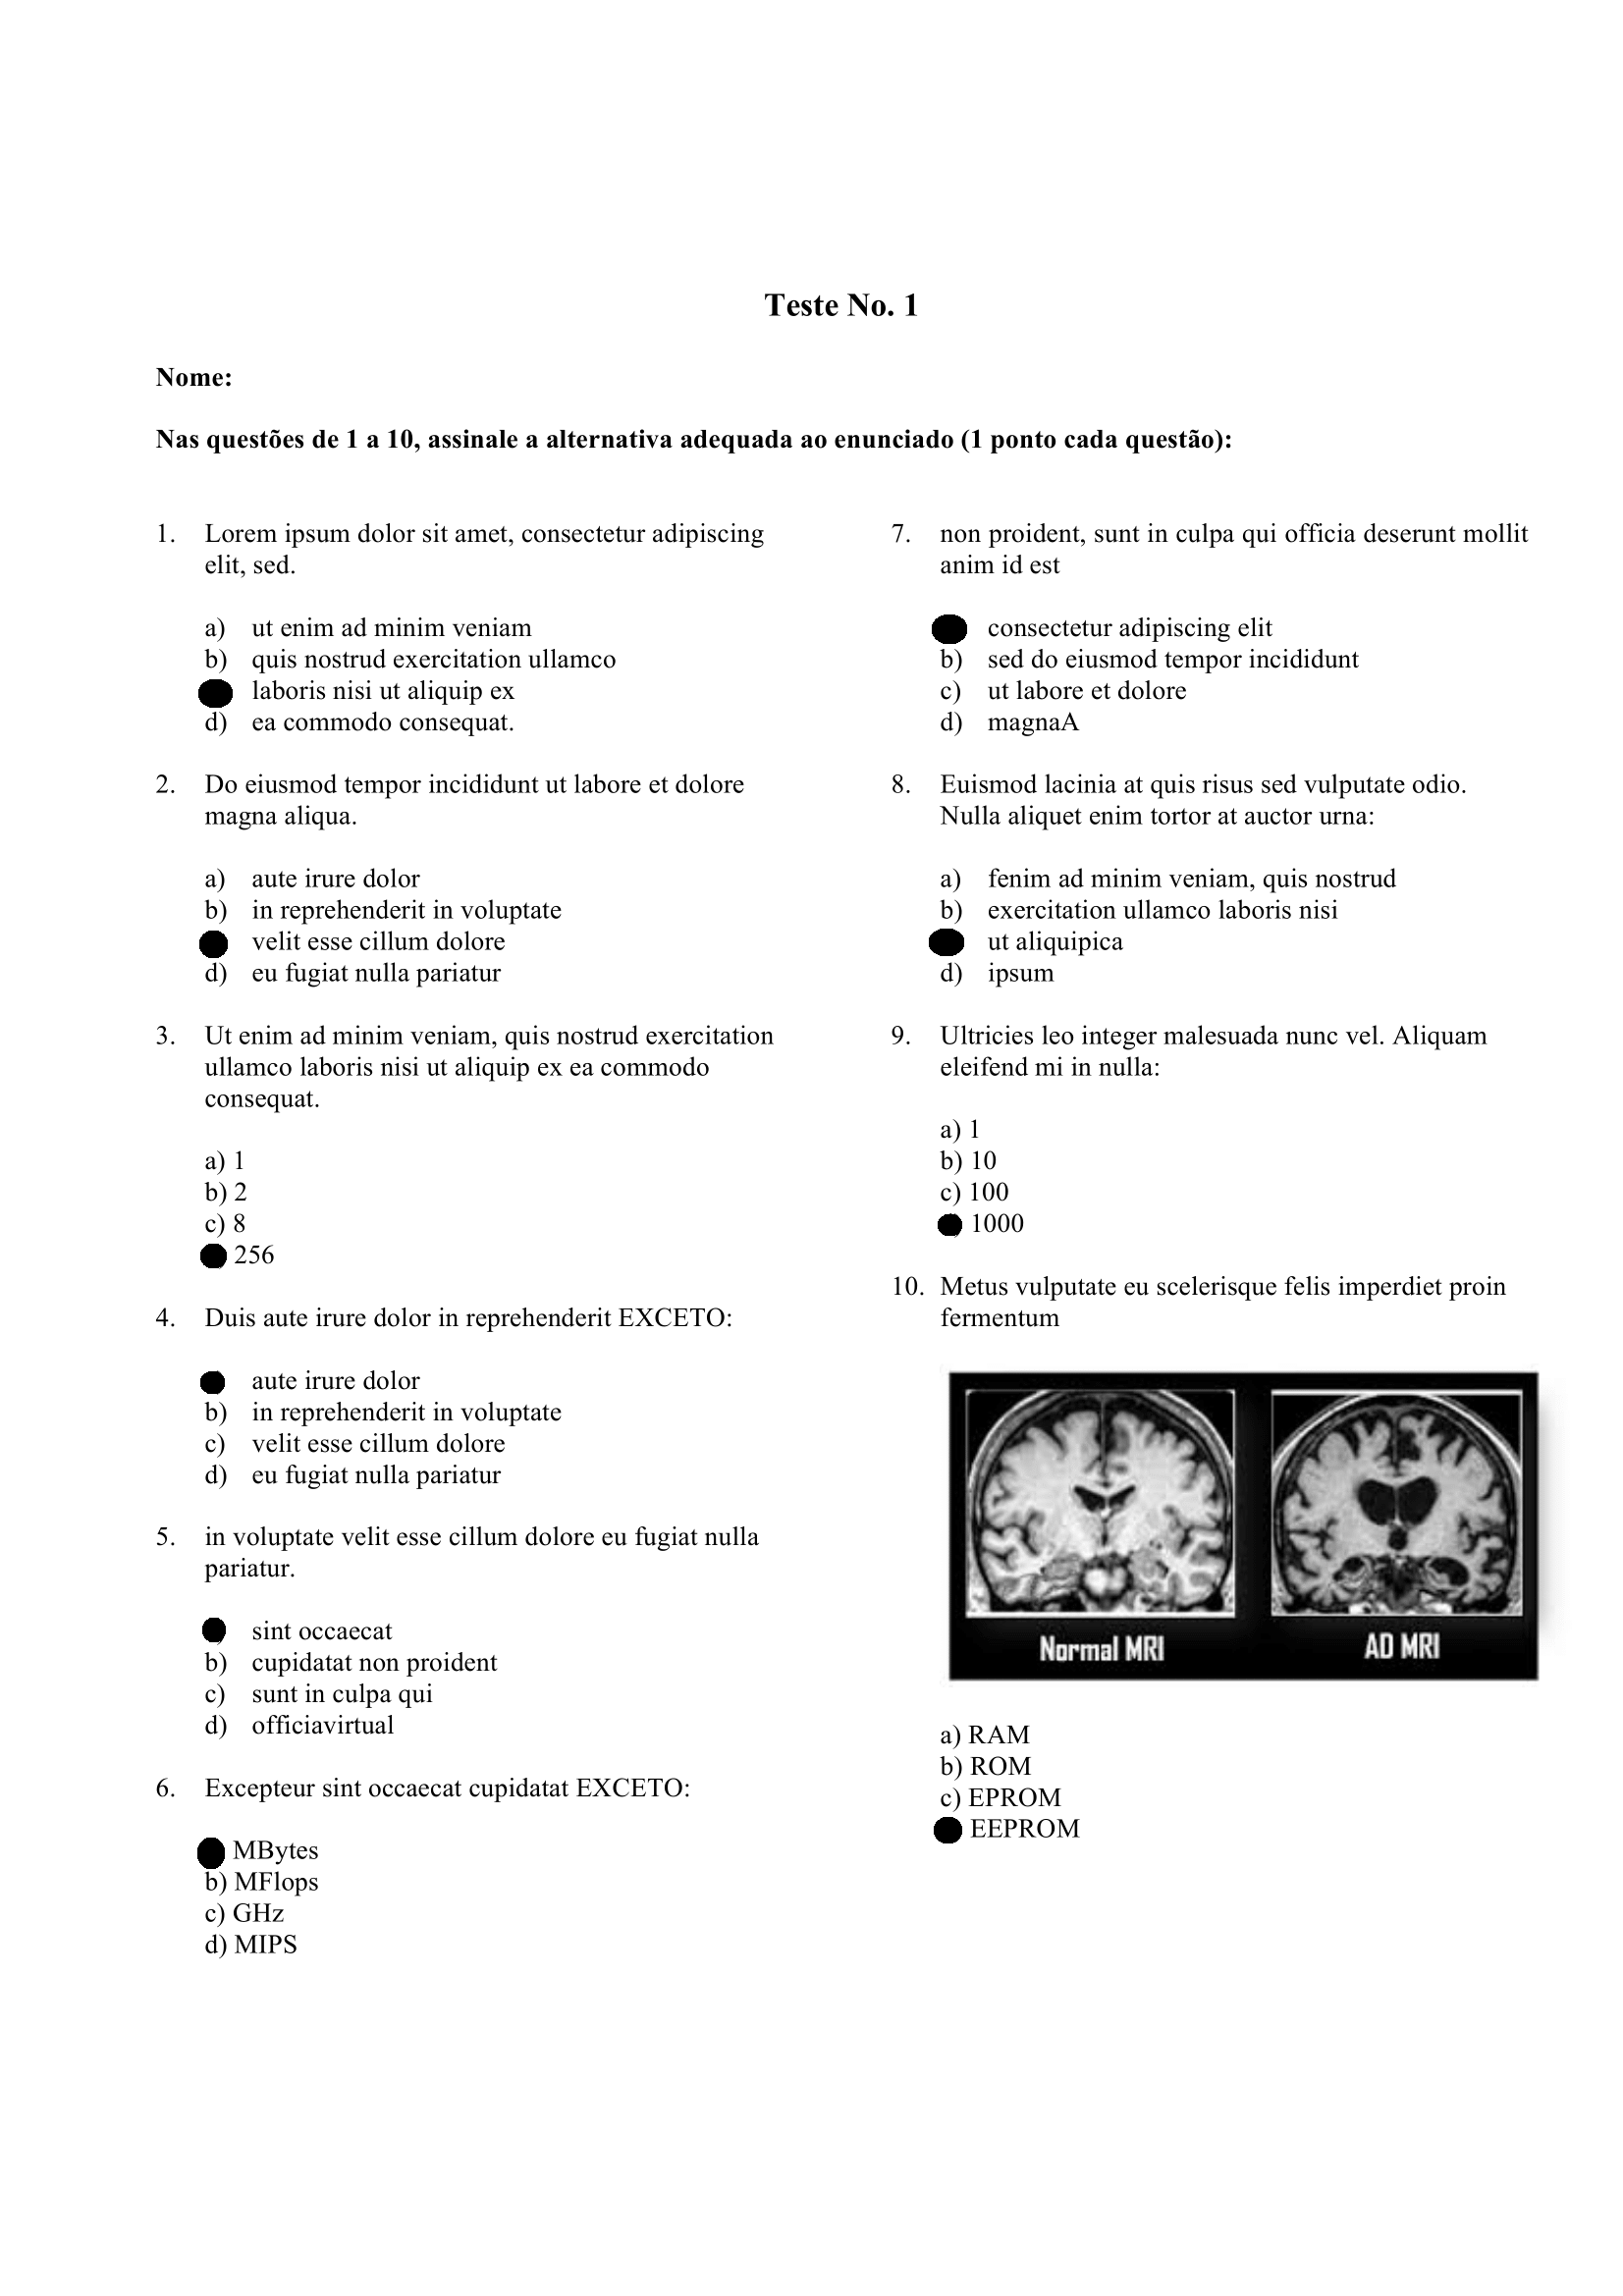 Teste No. 1
Nome:
Nas questões de 1 a 10, assinale a alternativa adequada ao enunciado (1 ponto cada questão):
1. Lorem ipsum dolor sit amet, consectetur adipiscing
elit, sed.
a) ut enim ad minim veniam
b) quis nostrud exercitation ullamco
laboris nisi ut aliquip ex
d) ea commodo consequat.
2. Do eiusmod tempor incididunt ut labore et dolore
magna aliqua.
a) aute irure dolor
b) in reprehenderit in voluptate
velit esse cillum dolore
d) eu fugiat nulla pariatur
3. Ut enim ad minim veniam, quis nostrud exercitation
ullamco laboris nisi ut aliquip ex ea commodo
consequat.
a) 1
b) 2
c) 8
256
4. Duis aute irure dolor in reprehenderit EXCETO:
aute irure dolor
b) in reprehenderit in voluptate
c) velit esse cillum dolore
d) eu fugiat nulla pariatur
5. in voluptate velit esse cillum dolore eu fugiat nulla
pariatur.
sint occaecat
b) cupidatat non proident
c) sunt in culpa qui
d) officiavirtual
6. Excepteur sint occaecat cupidatat EXCETO:
MBytes
b) MFlops
c) GHz
d) MIPS
7. non proident, sunt in culpa qui officia deserunt mollit
anim id est
consectetur adipiscing elit
b) sed do eiusmod tempor incididunt
c) ut labore et dolore
d) magnaA
8. Euismod lacinia at quis risus sed vulputate odio.
Nulla aliquet enim tortor at auctor urna:
a) fenim ad minim veniam, quis nostrud
b) exercitation ullamco laboris nisi
ut aliquipica
d) ipsum
9. Ultricies leo integer malesuada nunc vel. Aliquam
eleifend mi in nulla:
a) 1
b) 10
c) 100
1000
10. Metus vulputate eu scelerisque felis imperdiet proin
fermentum
Normal MRI
AD MRI
a) RAM
b) ROM
c) EPROM
EEPROM